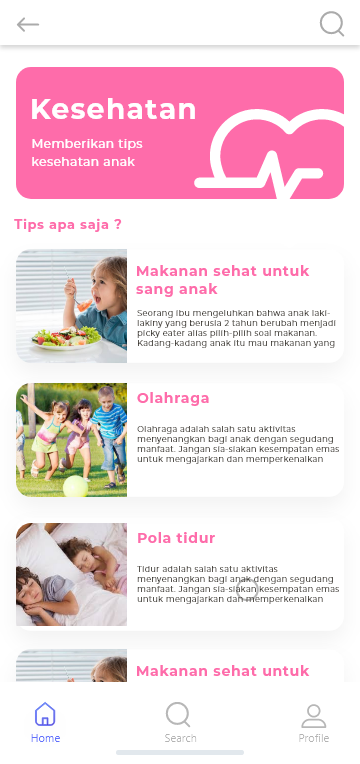 Kesehatan
Memberikan tips
kesehatan anak
Tips apa saja ?
Makanan sehat untuk
sang anak
Seorang ibu mengeluhkan bahwa anak laki-
lakiny yang berusia 2 tahun berubah menjadi
picky eater alias pilih-pilih soal makanan.
Kadang-kadang anak itu mau makanan yang
Olahraga
Olahraga adalah salah satu aktivitas
menyenangkan bagi anak dengan segudang
manfaat. Jangan sia-siakan kesempatan emas
untuk mengajarkan dan memperkenalkan
Pola tidur
Tidur adalah salah satu aktivitas
menyenangkan bagi anak dengan segudang
manfaat. Jangan sia-siakan kesempatan emas
untuk mengajarkan dan memperkenalkan
Makanan sehat untuk
Home
Search
Profile